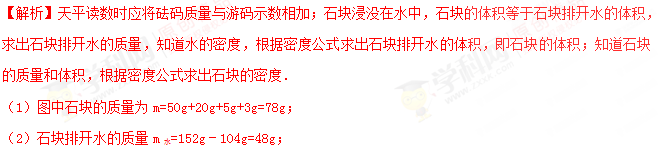 【解析】天平读数时应将砝码质量与游码示数相加；石块浸没在水中，石块的体积等于石块排开水的体积，
求出石块排开水的质量，知道水的密度，根据密度公式求出石块排开水的体积，即石块的体积；知道石块
的质量和体积，根据密度公式求出石块的密度．
（1）图中石块的质量为 m=50g+20g+5g+3g=78g；
（2）石块排开水的质量 m水=152g﹣104g=48g；